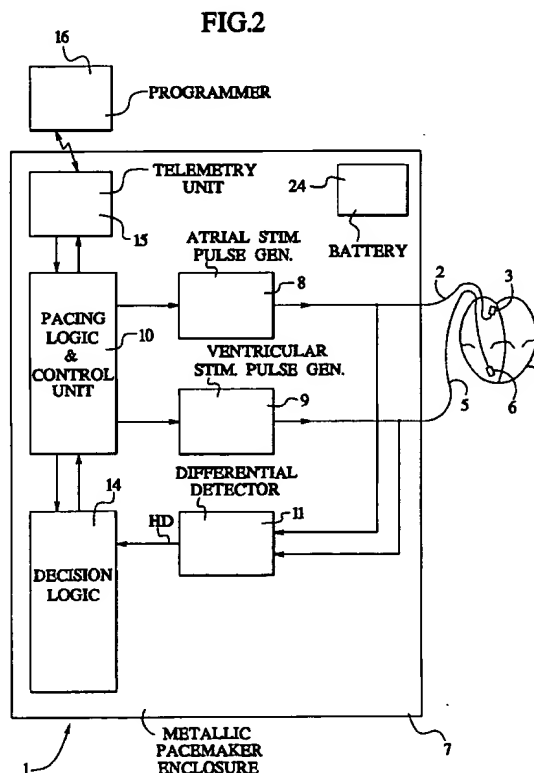 FIG.2
16
PROGRAMMER
TELEMETRY
UNIT
15
24
BATTERY
ATRIAL STIM.
PULSE GEN.
8
2
3
PACING
LOGIC
&
CONTROL
UNIT
10
VENTRICULAR
STIM. PULSE GEN.
9
5
6
DIFFERENTIAL
DETECTOR
14
HD
11
DECISION
LOGIC
METALLIC
PACEMAKER
ENCLOSURE
1
7